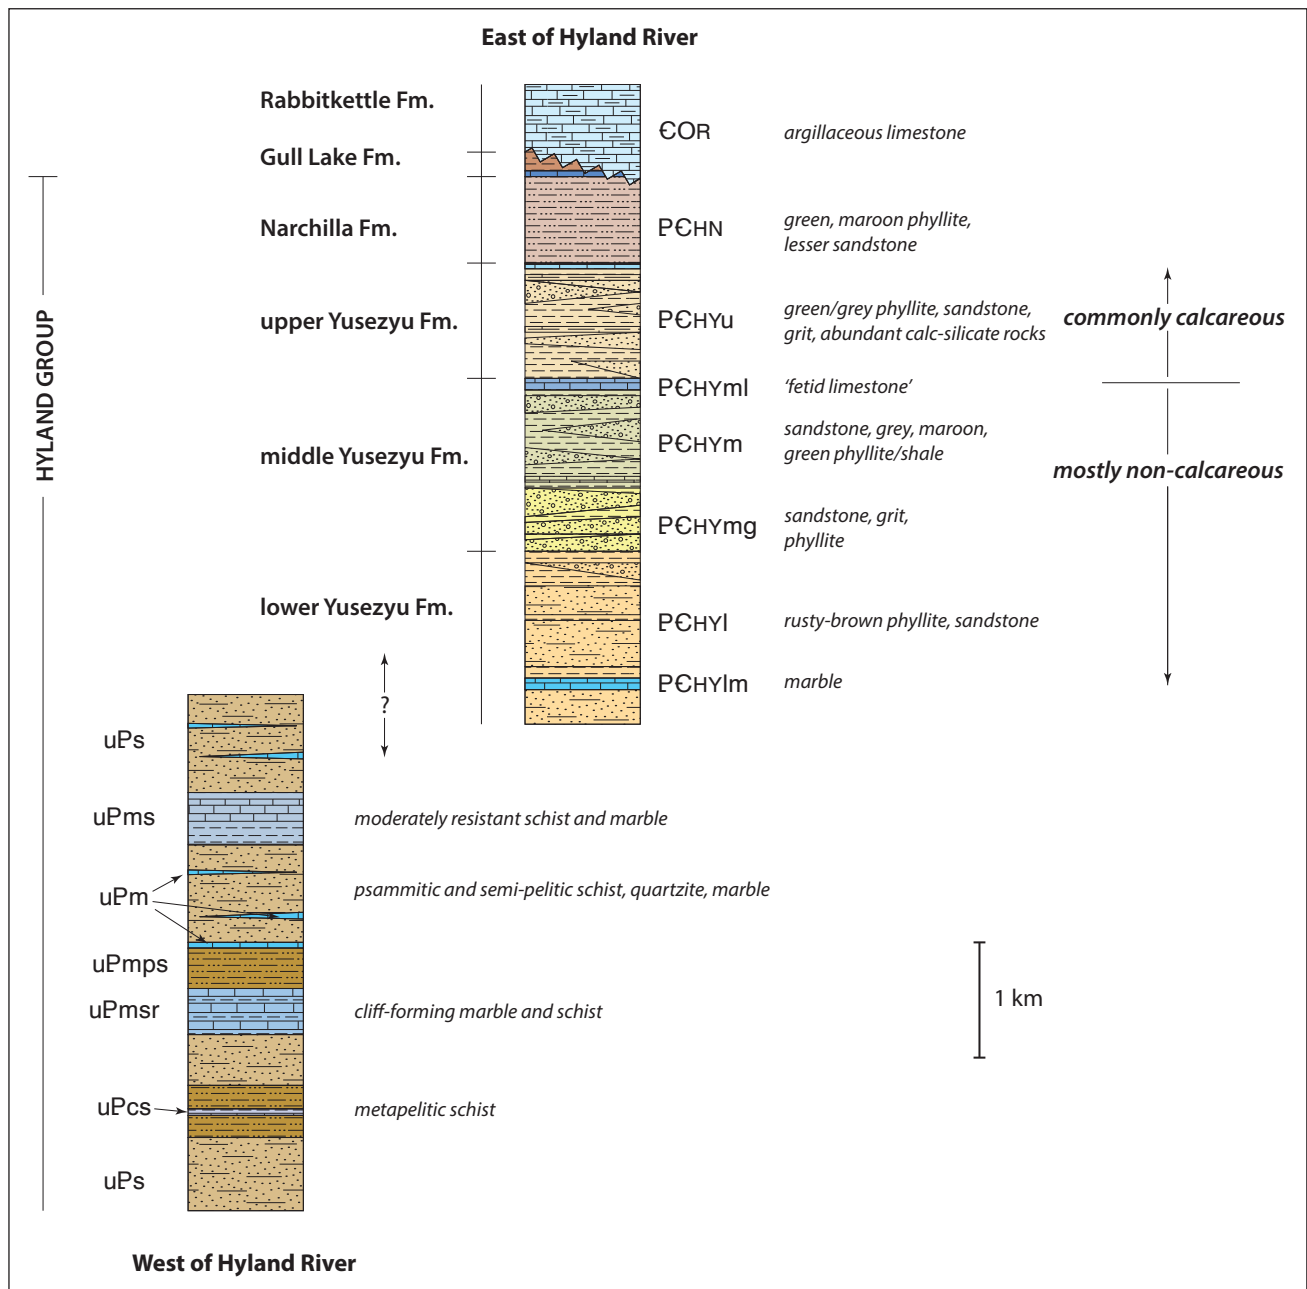 East of Hyland River
Rabbitkettle Fm.
ЄOR
argillaceous limestone
Gull Lake Fm.
Narchilla Fm.
PЄHN
green, maroon phyllite,
lesser sandstone
HYLAND GROUP
upper Yusezyu Fm.
PЄHYu
green/grey phyllite, sandstone,
grit, abundant calc-silicate rocks
commonly calcareous
PЄHYml
‘fetid limestone’
middle Yusezyu Fm.
PЄHYm
sandstone, grey, maroon,
green phyllite/shale
mostly non-calcareous
PЄHYmg
sandstone, grit,
phyllite
lower Yusezyu Fm.
PЄHYl
rusty-brown phyllite, sandstone
PЄHYlm
marble
?
uPs
uPms
moderately resistant schist and marble
uPm
psammitic and semi-pelitic schist, quartzite, marble
uPmps
uPmsr
cliff-forming marble and schist
1 km
uPcs
metapelitic schist
uPs
West of Hyland River